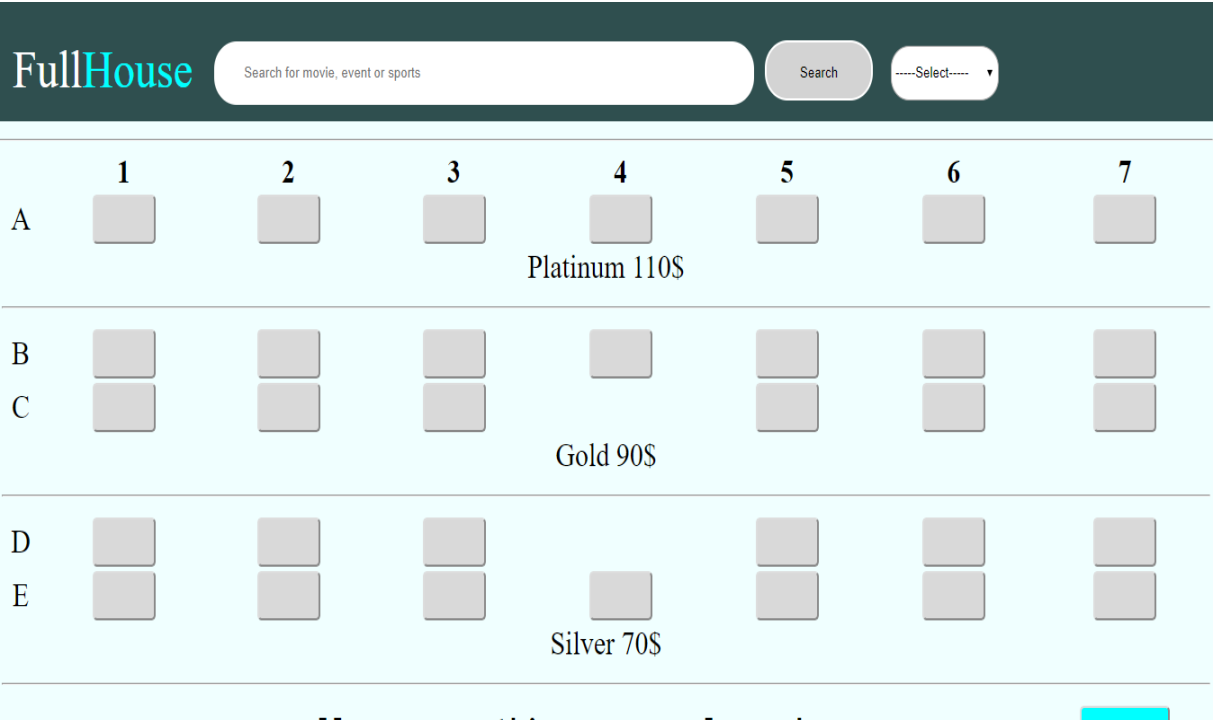 FullHouse Search for movie, event or sports Search -----Select-----
1 2 3 4 5 6 7
A
Platinum 110$
B
C
Gold 90$
D
E
Silver 70$